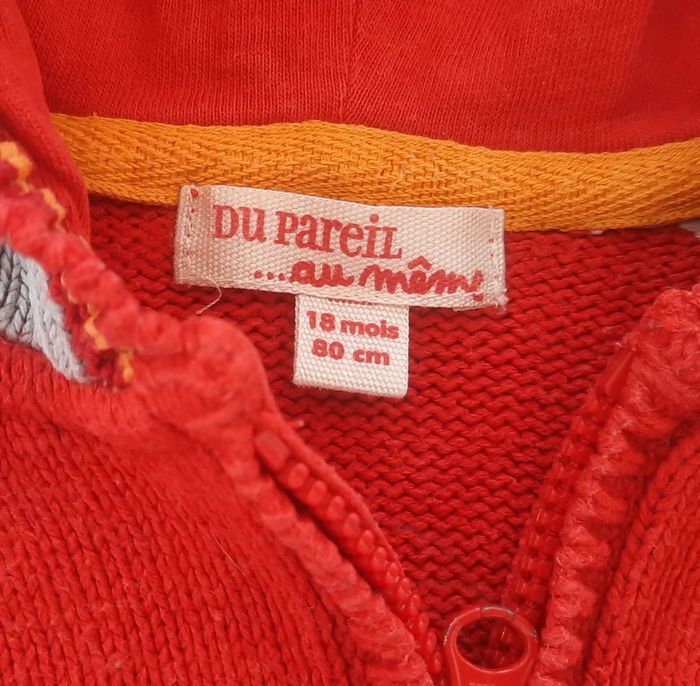 DU PAREIL
...au même
18 mois
80 cm